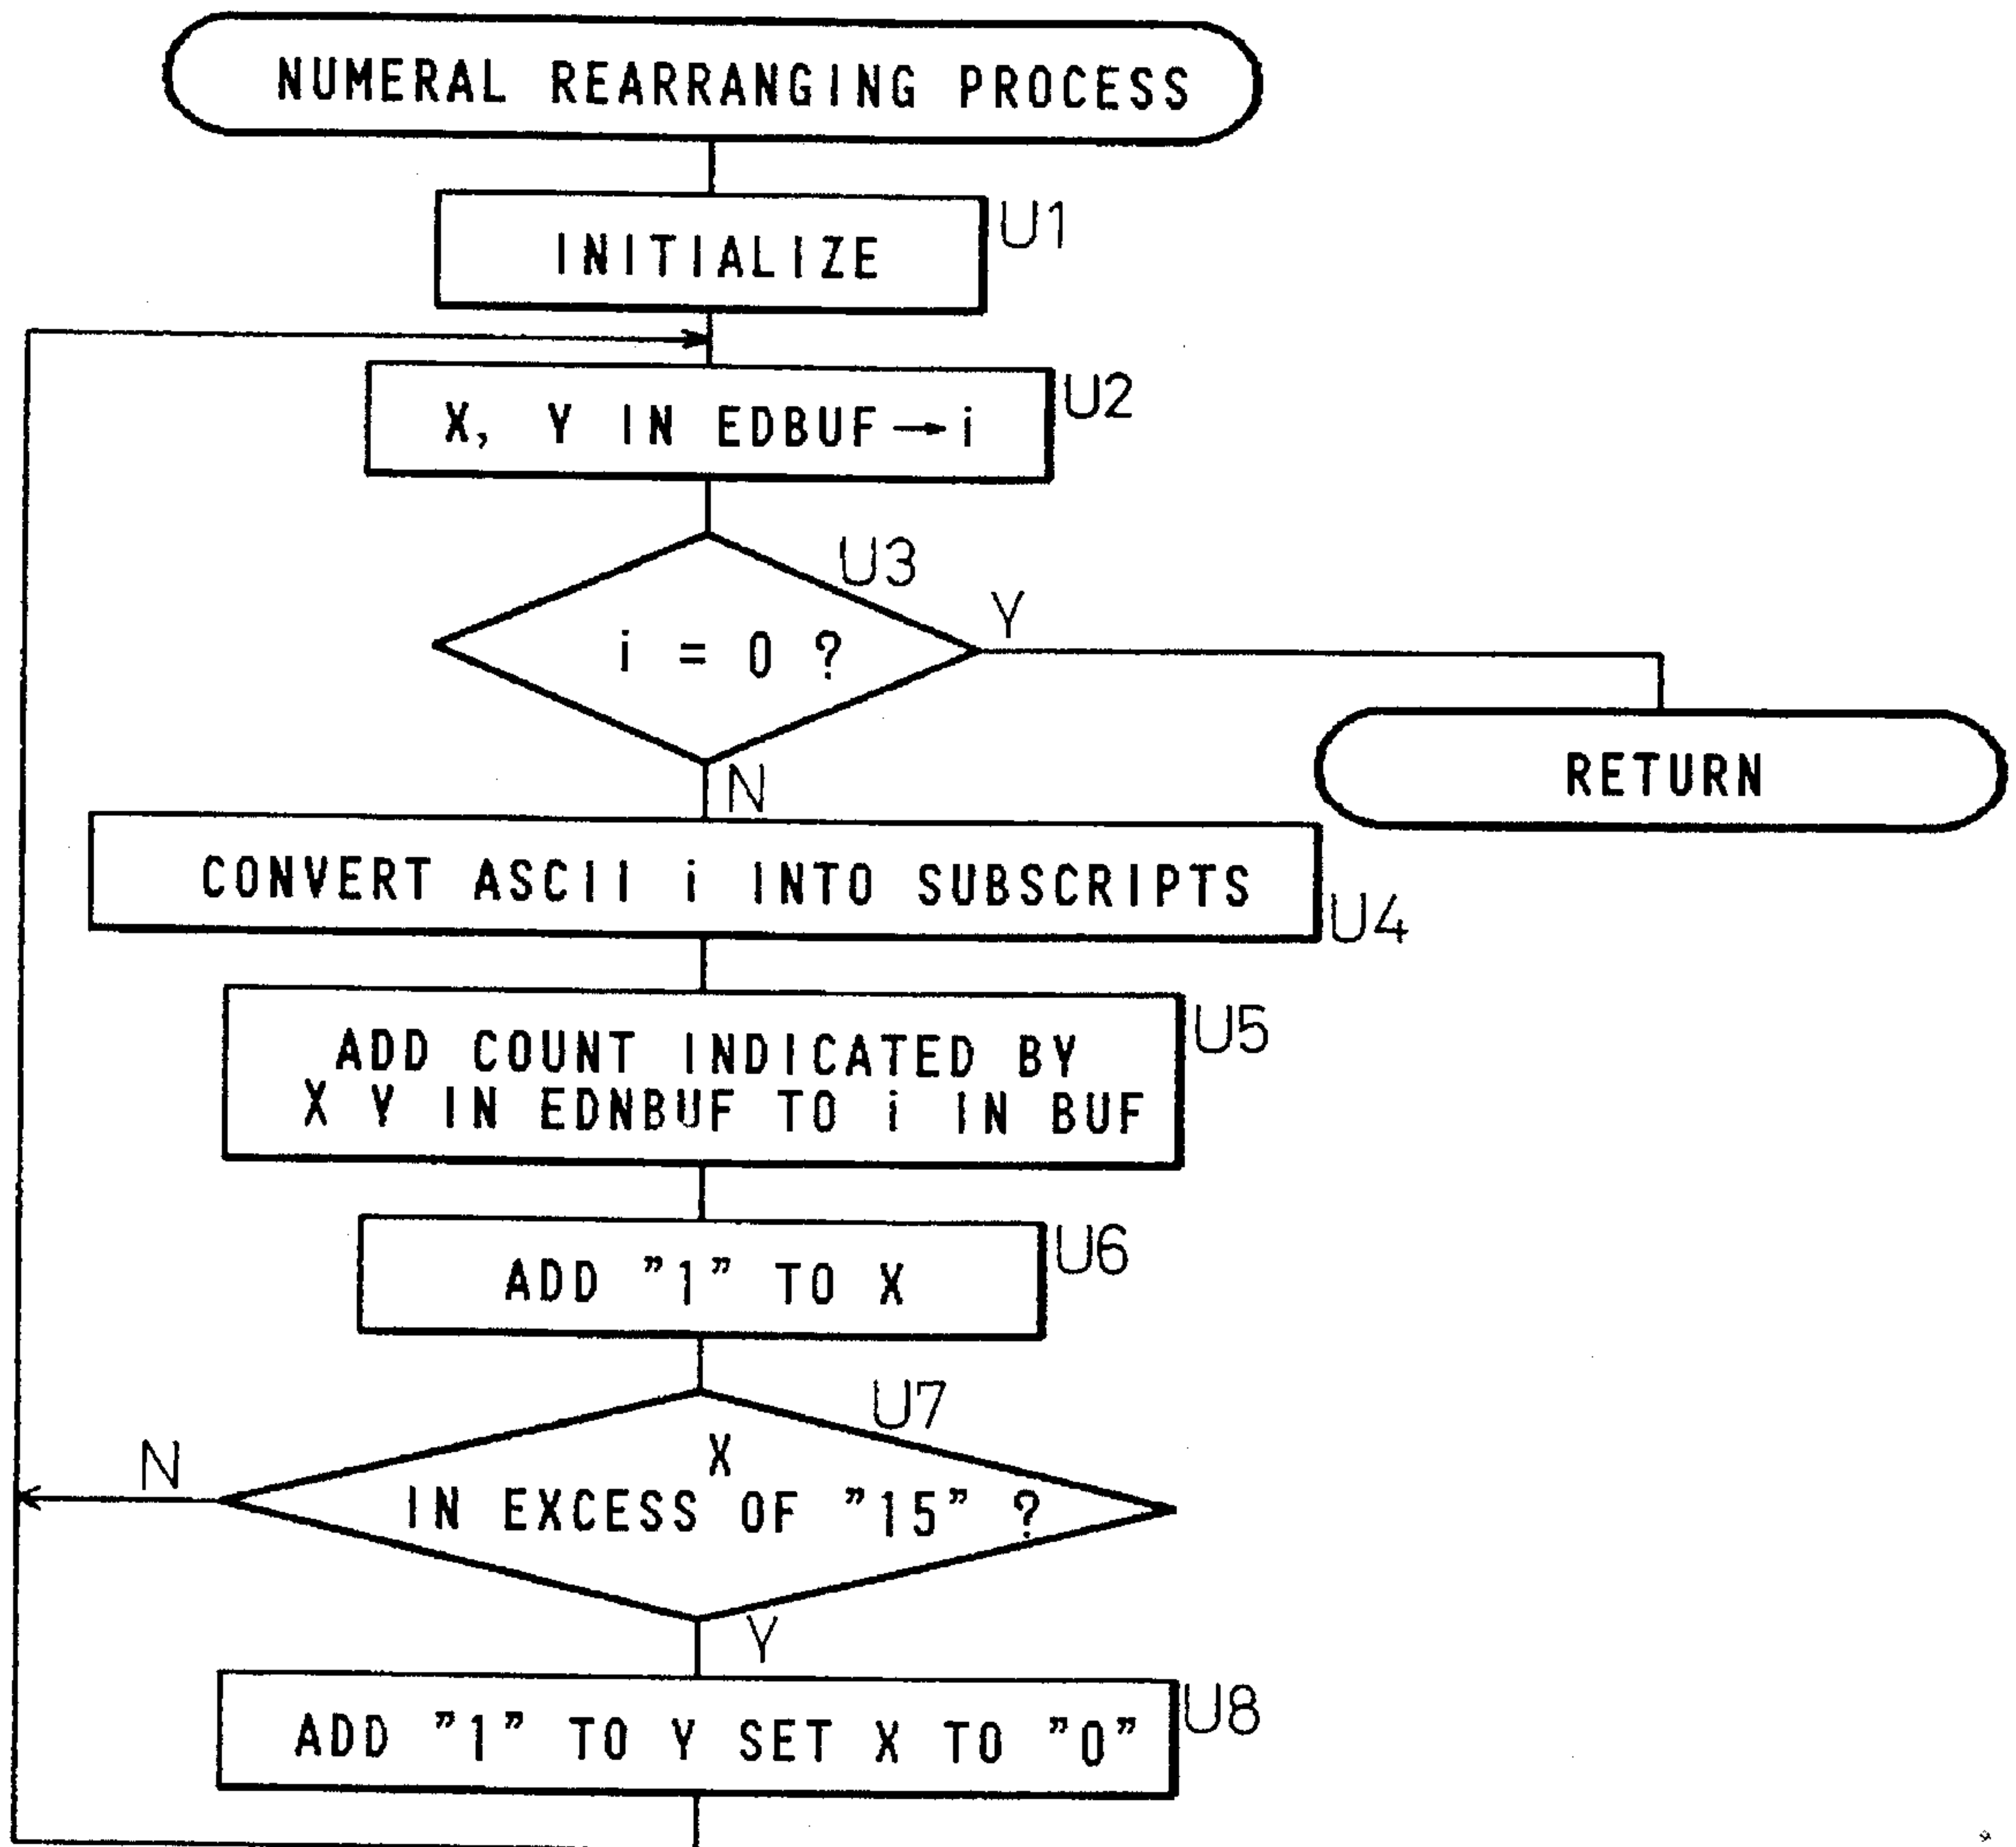 NUMERAL REARRANGING PROCESS
INITIALIZE
U1
X, Y IN EDBUF→i
U2
U3
i = 0 ?
Y
RETURN
N
CONVERT ASCII i INTO SUBSCRIPTS
U4
ADD COUNT INDICATED BY
X Y IN EDNBUF TO i IN BUF
U5
ADD "1" TO X
U6
U7
X
IN EXCESS OF "15" ?
N
Y
ADD "1" TO Y SET X TO "0"
U8